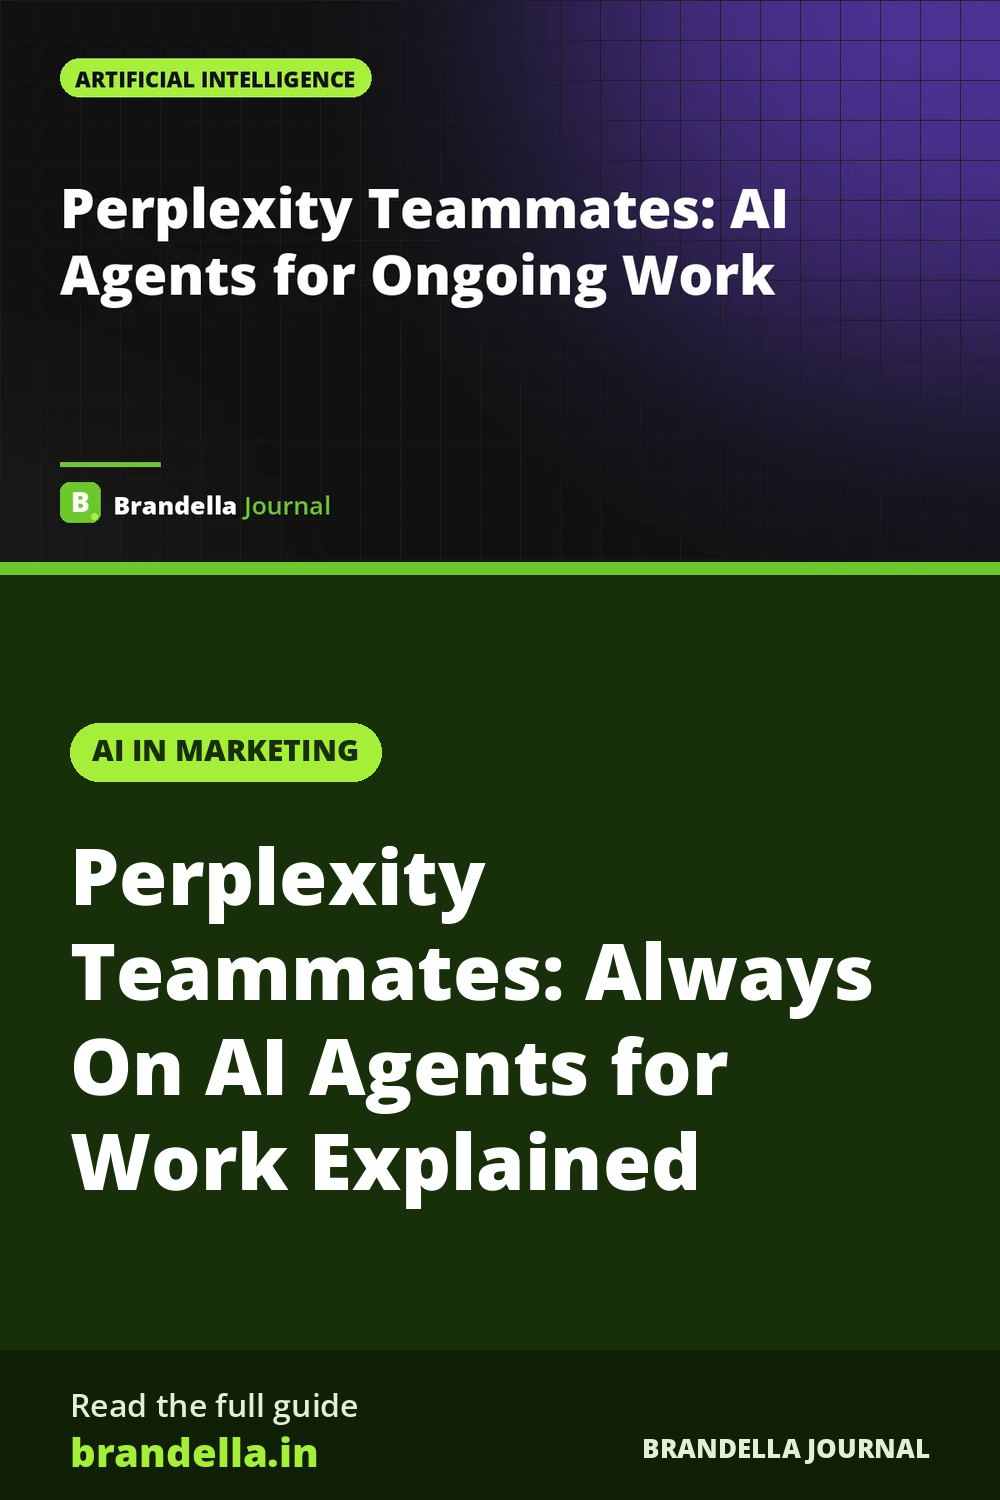 ARTIFICIAL INTELLIGENCE
Perplexity Teammates: AI
Agents for Ongoing Work
B.
Brandella Journal
AI IN MARKETING
Perplexity
Teammates: Always
On AI Agents for
Work Explained
Read the full guide
brandella.in
BRANDELLA JOURNAL